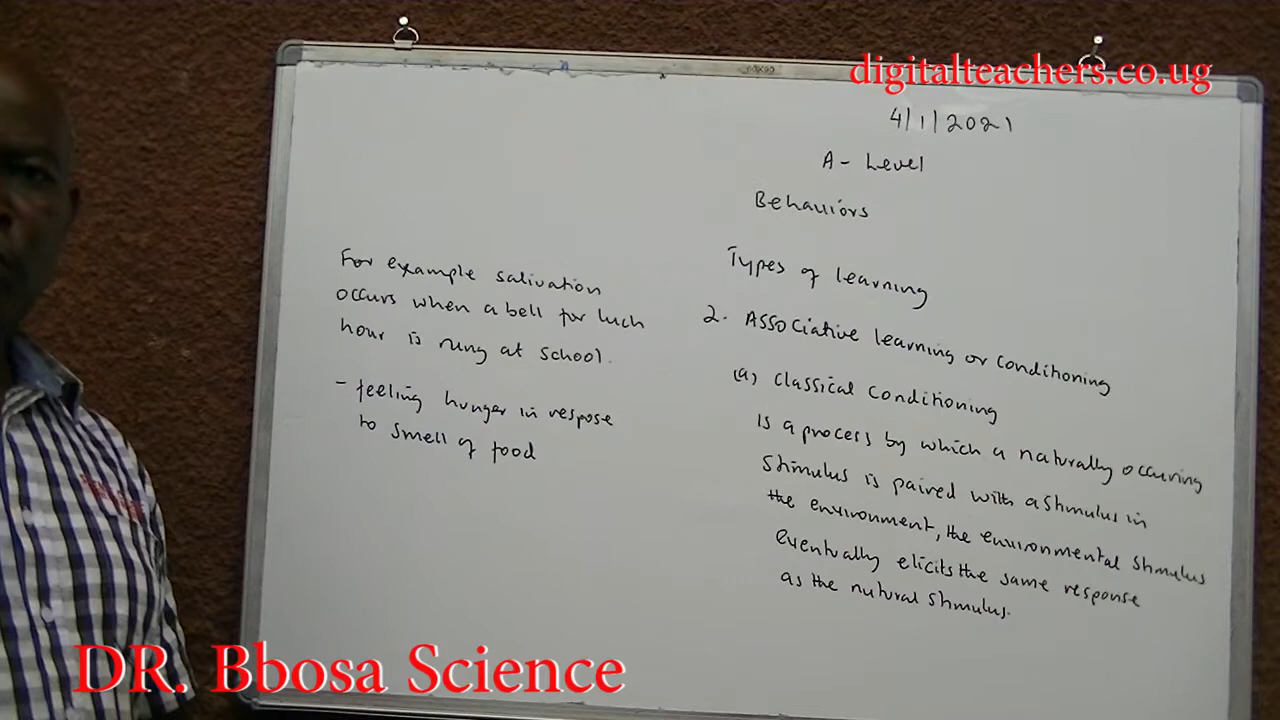 digitalteachers.co.ug
4/1/2021
A - Level
Behaviors
Types of learning
2. Associative learning or conditioning
(a) Classical conditioning
is a process by which a naturally occuring
stimulus is paired with a stimulus in
the environment, the environmental stimulus
eventually elicits the same response
as the natural stimulus.
For example salivation
occurs when a bell for luch
hour is rung at school.
- feeling hunger in respose
to smell of food
DR. Bbosa Science